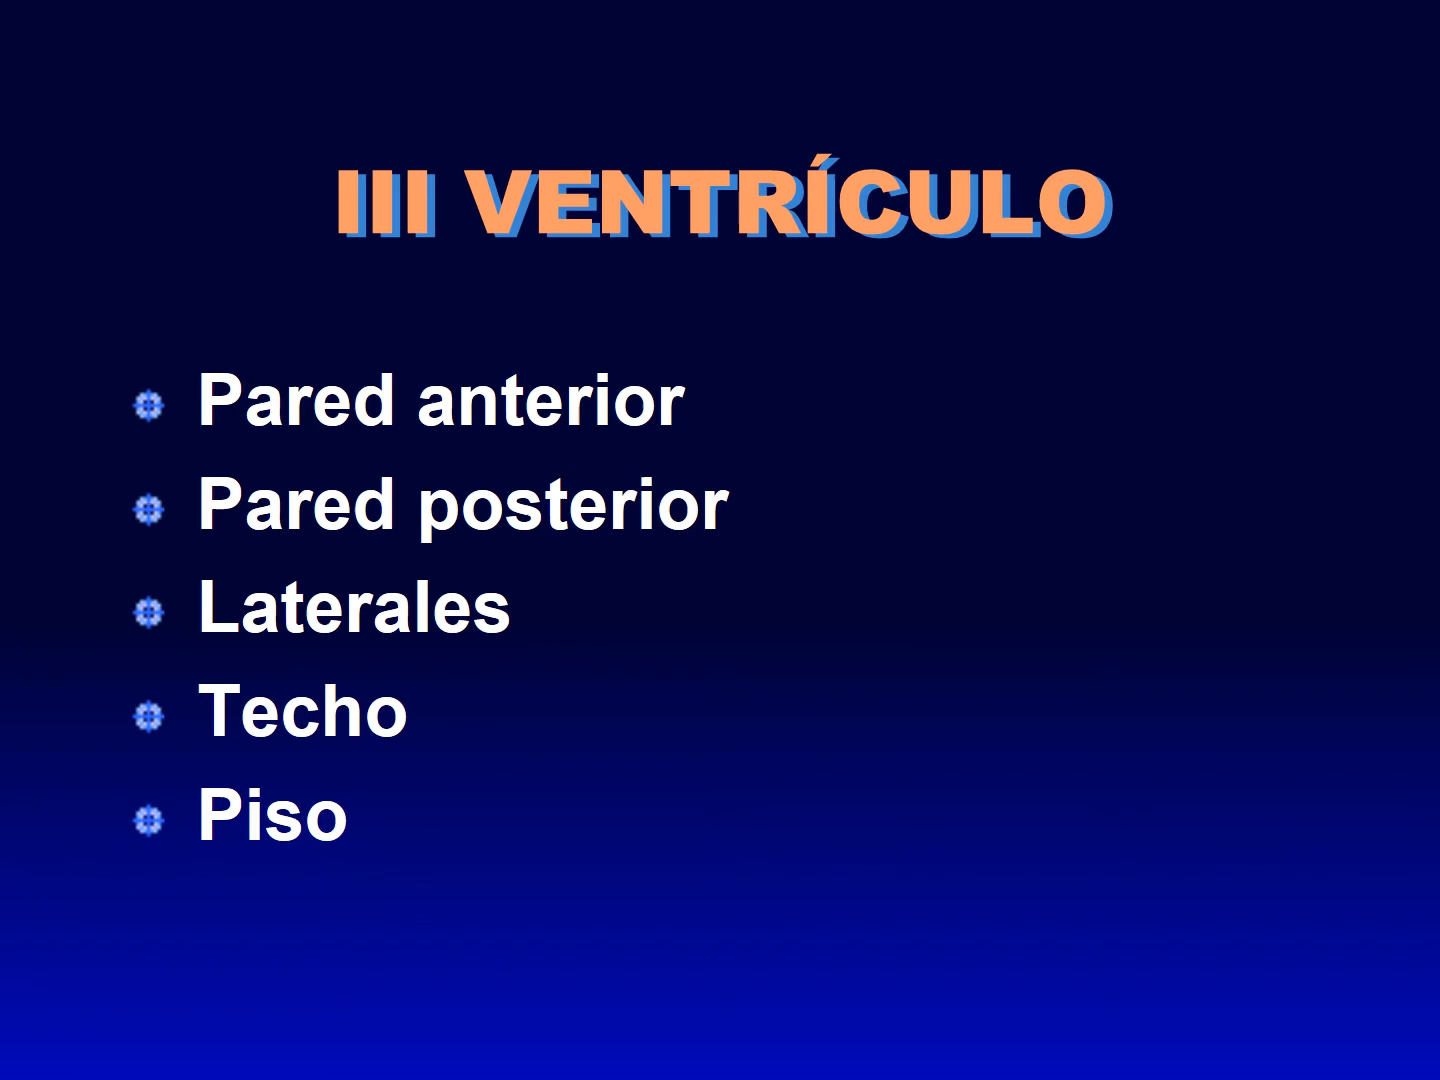 III VENTRÍCULO
Pared anterior
Pared posterior
Laterales
Techo
Piso